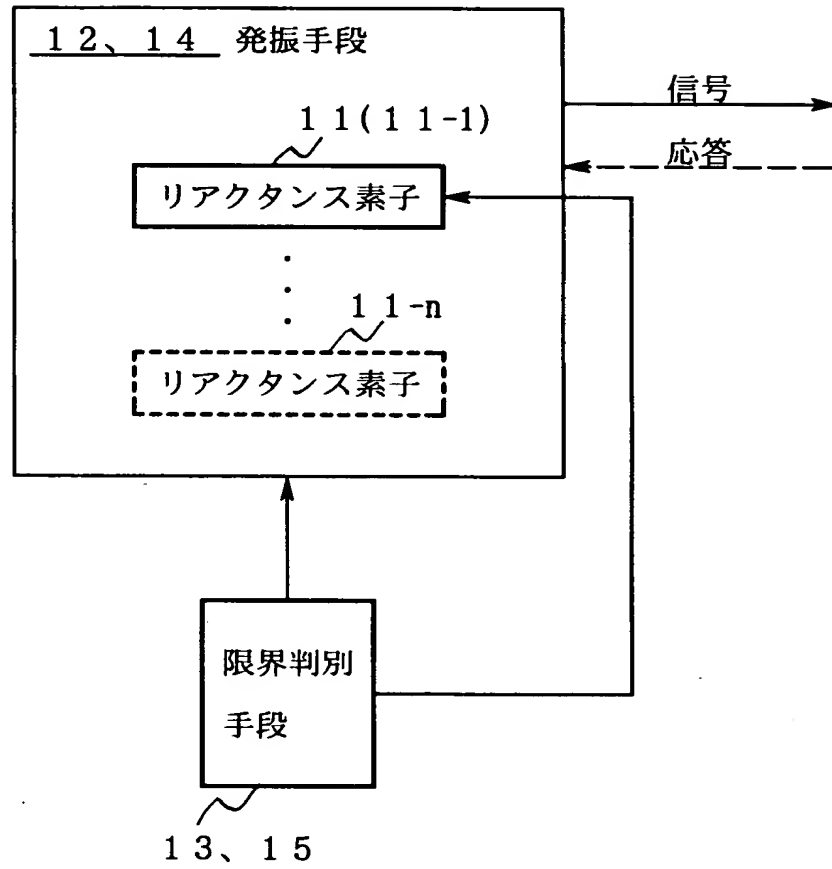 １２、１４ 発振手段
信号
１１(１１-1)
応答
リアクタンス素子
１１-n
リアクタンス素子
限界判別
手段
１３、１５